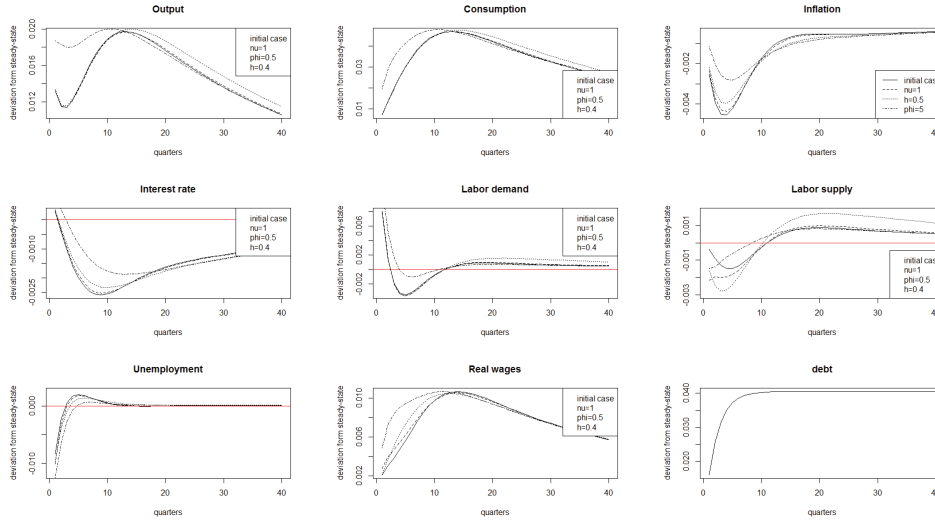 Output
deviation form steady-state
0.012
0.016
0.020
initial case
nu=1
phi=0.5
h=0.4
0
10
20
30
40
quarters
Consumption
deviation form steady-state
0.01
0.03
initial case
nu=1
phi=0.5
h=0.4
0
10
20
30
40
quarters
Inflation
deviation form steady-state
-0.004
-0.002
initial case
nu=1
h=0.5
phi=5
0
10
20
30
40
quarters
Interest rate
deviation form steady-state
-0.0025
-0.0010
initial case
nu=1
phi=0.5
h=0.4
0
10
20
30
40
quarters
Labor demand
deviation form steady-state
-0.002
0.002
0.006
initial case
nu=1
phi=0.5
h=0.4
0
10
20
30
40
quarters
Labor supply
deviation form steady-state
-0.003
-0.001
0.001
initial case
nu=1
phi=0.5
h=0.4
0
10
20
30
40
quarters
Unemployment
deviation form steady-state
-0.010
0.000
0
10
20
30
40
quarters
Real wages
deviation form steady-state
0.002
0.006
0.010
initial case
nu=1
phi=0.5
h=0.4
0
10
20
30
40
quarters
debt
deviation from steady-state
0.020
0.030
0.040
0
10
20
30
40
quarters